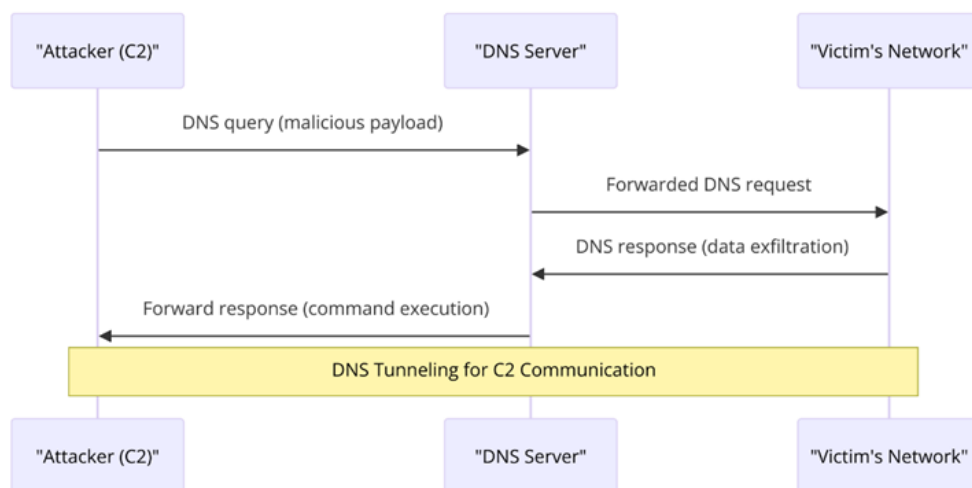 "Attacker (C2)"
"DNS Server"
"Victim's Network"
DNS query (malicious payload)
Forwarded DNS request
DNS response (data exfiltration)
Forward response (command execution)
DNS Tunneling for C2 Communication
"Attacker (C2)"
"DNS Server"
"Victim's Network"